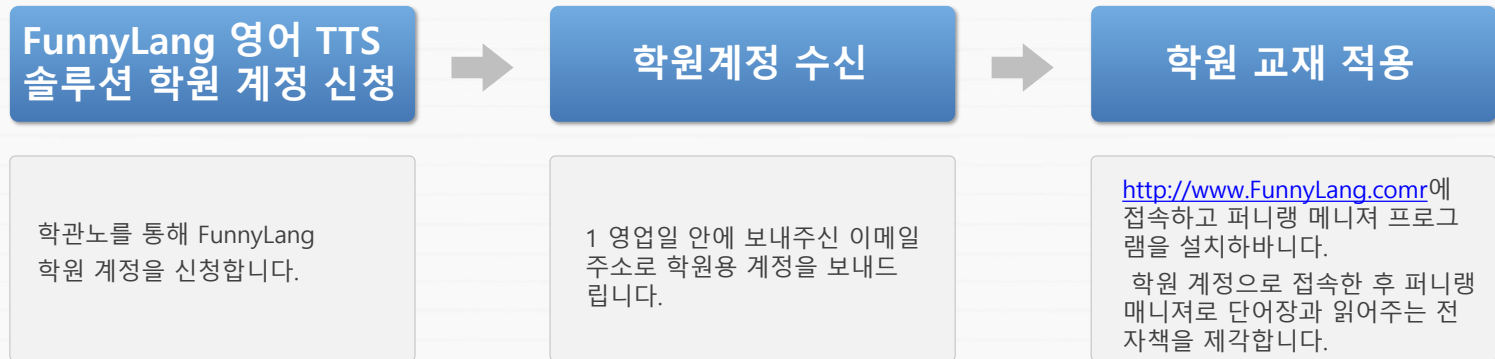 FunnyLang 영어 TTS
솔루션 학원 계정 신청
학원계정 수신
학원 교재 적용
학관노를 통해 FunnyLang
학원 계정을 신청합니다.
1 영업일 안에 보내주신 이메일
주소로 학원용 계정을 보내드
립니다.
http://www.FunnyLang.comr에
접속하고 퍼니랭 메니져 프로그
램을 설치하바니다.
학원 계정으로 접속한 후 퍼니랭
매니져로 단어장과 읽어주는 전
자책을 제각합니다.